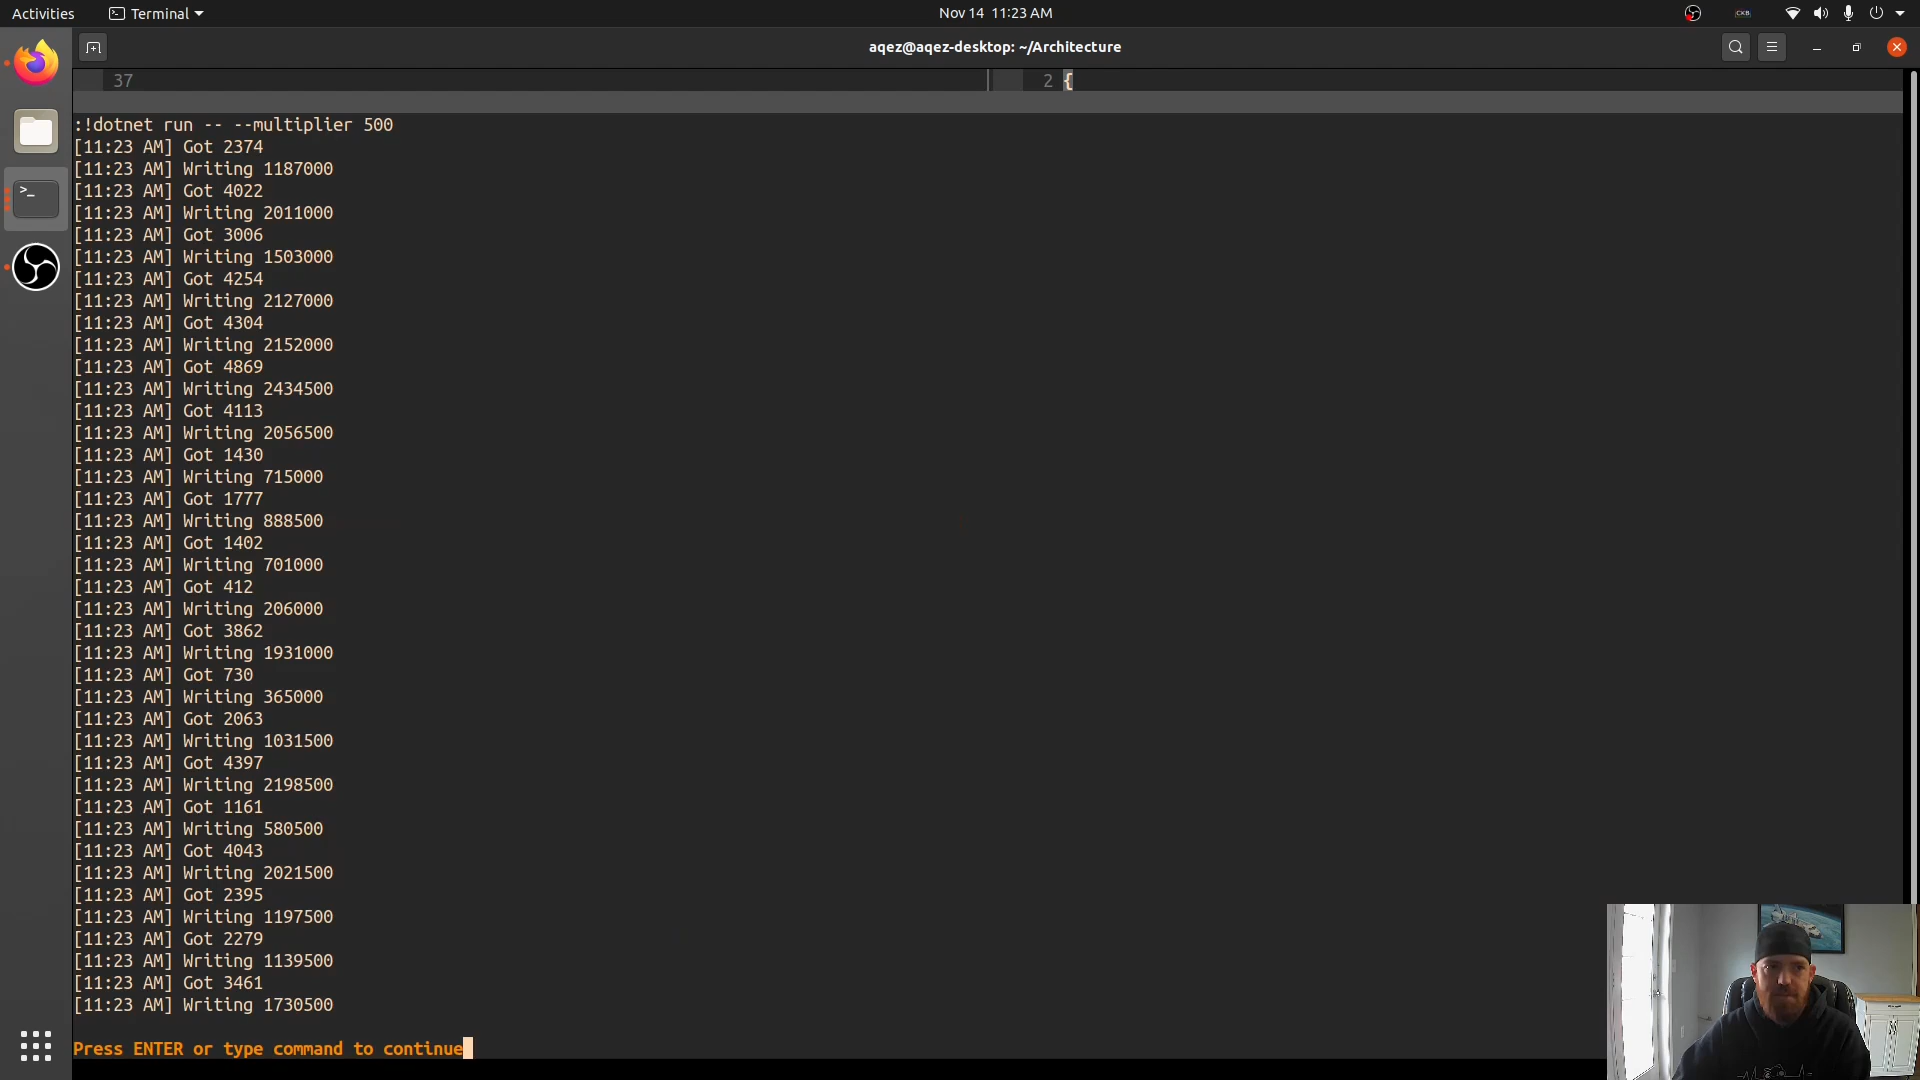 Activities
Terminal
Nov 14 11:23 AM
CKB
aqez@aqez-desktop: ~/Architecture
37
2 {
:!dotnet run -- --multiplier 500
[11:23 AM] Got 2374
[11:23 AM] Writing 1187000
[11:23 AM] Got 4022
[11:23 AM] Writing 2011000
[11:23 AM] Got 3006
[11:23 AM] Writing 1503000
[11:23 AM] Got 4254
[11:23 AM] Writing 2127000
[11:23 AM] Got 4304
[11:23 AM] Writing 2152000
[11:23 AM] Got 4869
[11:23 AM] Writing 2434500
[11:23 AM] Got 4113
[11:23 AM] Writing 2056500
[11:23 AM] Got 1430
[11:23 AM] Writing 715000
[11:23 AM] Got 1777
[11:23 AM] Writing 888500
[11:23 AM] Got 1402
[11:23 AM] Writing 701000
[11:23 AM] Got 412
[11:23 AM] Writing 206000
[11:23 AM] Got 3862
[11:23 AM] Writing 1931000
[11:23 AM] Got 730
[11:23 AM] Writing 365000
[11:23 AM] Got 2063
[11:23 AM] Writing 1031500
[11:23 AM] Got 4397
[11:23 AM] Writing 2198500
[11:23 AM] Got 1161
[11:23 AM] Writing 580500
[11:23 AM] Got 4043
[11:23 AM] Writing 2021500
[11:23 AM] Got 2395
[11:23 AM] Writing 1197500
[11:23 AM] Got 2279
[11:23 AM] Writing 1139500
[11:23 AM] Got 3461
[11:23 AM] Writing 1730500
Press ENTER or type command to continue